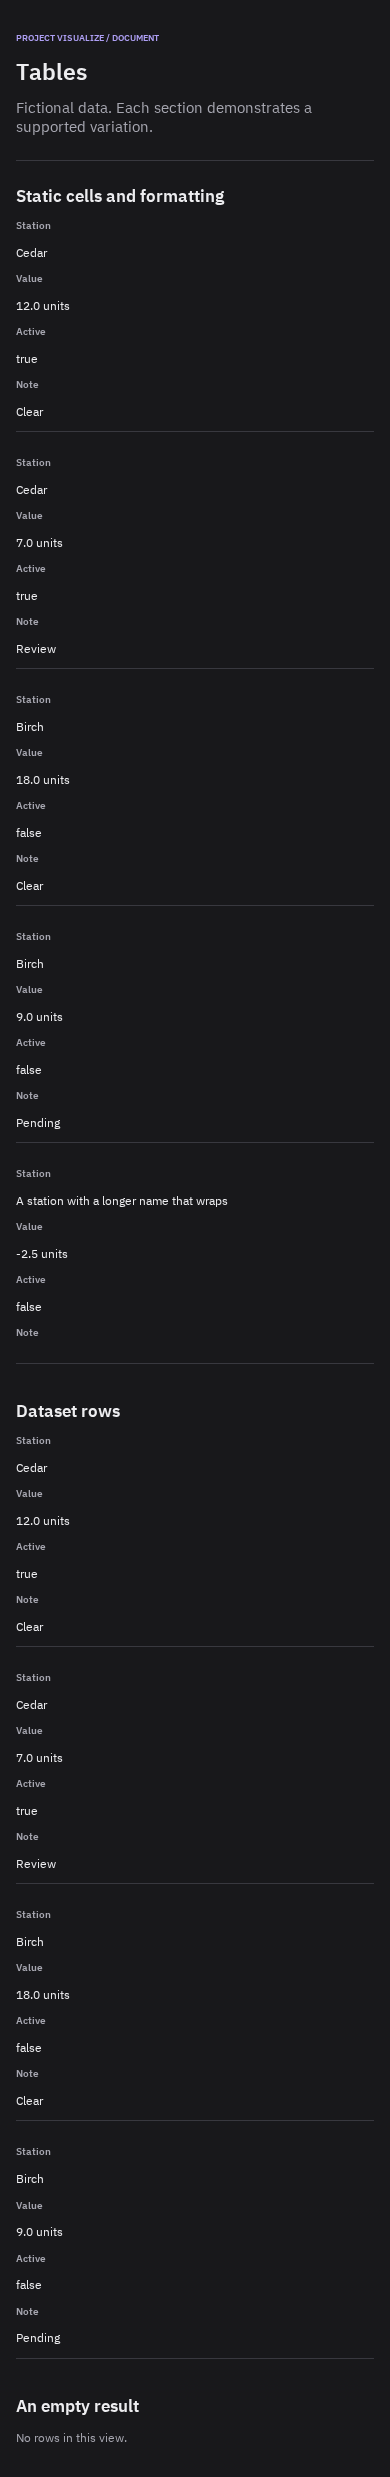 PROJECT VISUALIZE / DOCUMENT
Tables
Fictional data. Each section demonstrates a
supported variation.
Static cells and formatting
Station
Cedar
Value
12.0 units
Active
true
Note
Clear
Station
Cedar
Value
7.0 units
Active
true
Note
Review
Station
Birch
Value
18.0 units
Active
false
Note
Clear
Station
Birch
Value
9.0 units
Active
false
Note
Pending
Station
A station with a longer name that wraps
Value
-2.5 units
Active
false
Note
Dataset rows
Station
Cedar
Value
12.0 units
Active
true
Note
Clear
Station
Cedar
Value
7.0 units
Active
true
Note
Review
Station
Birch
Value
18.0 units
Active
false
Note
Clear
Station
Birch
Value
9.0 units
Active
false
Note
Pending
An empty result
No rows in this view.